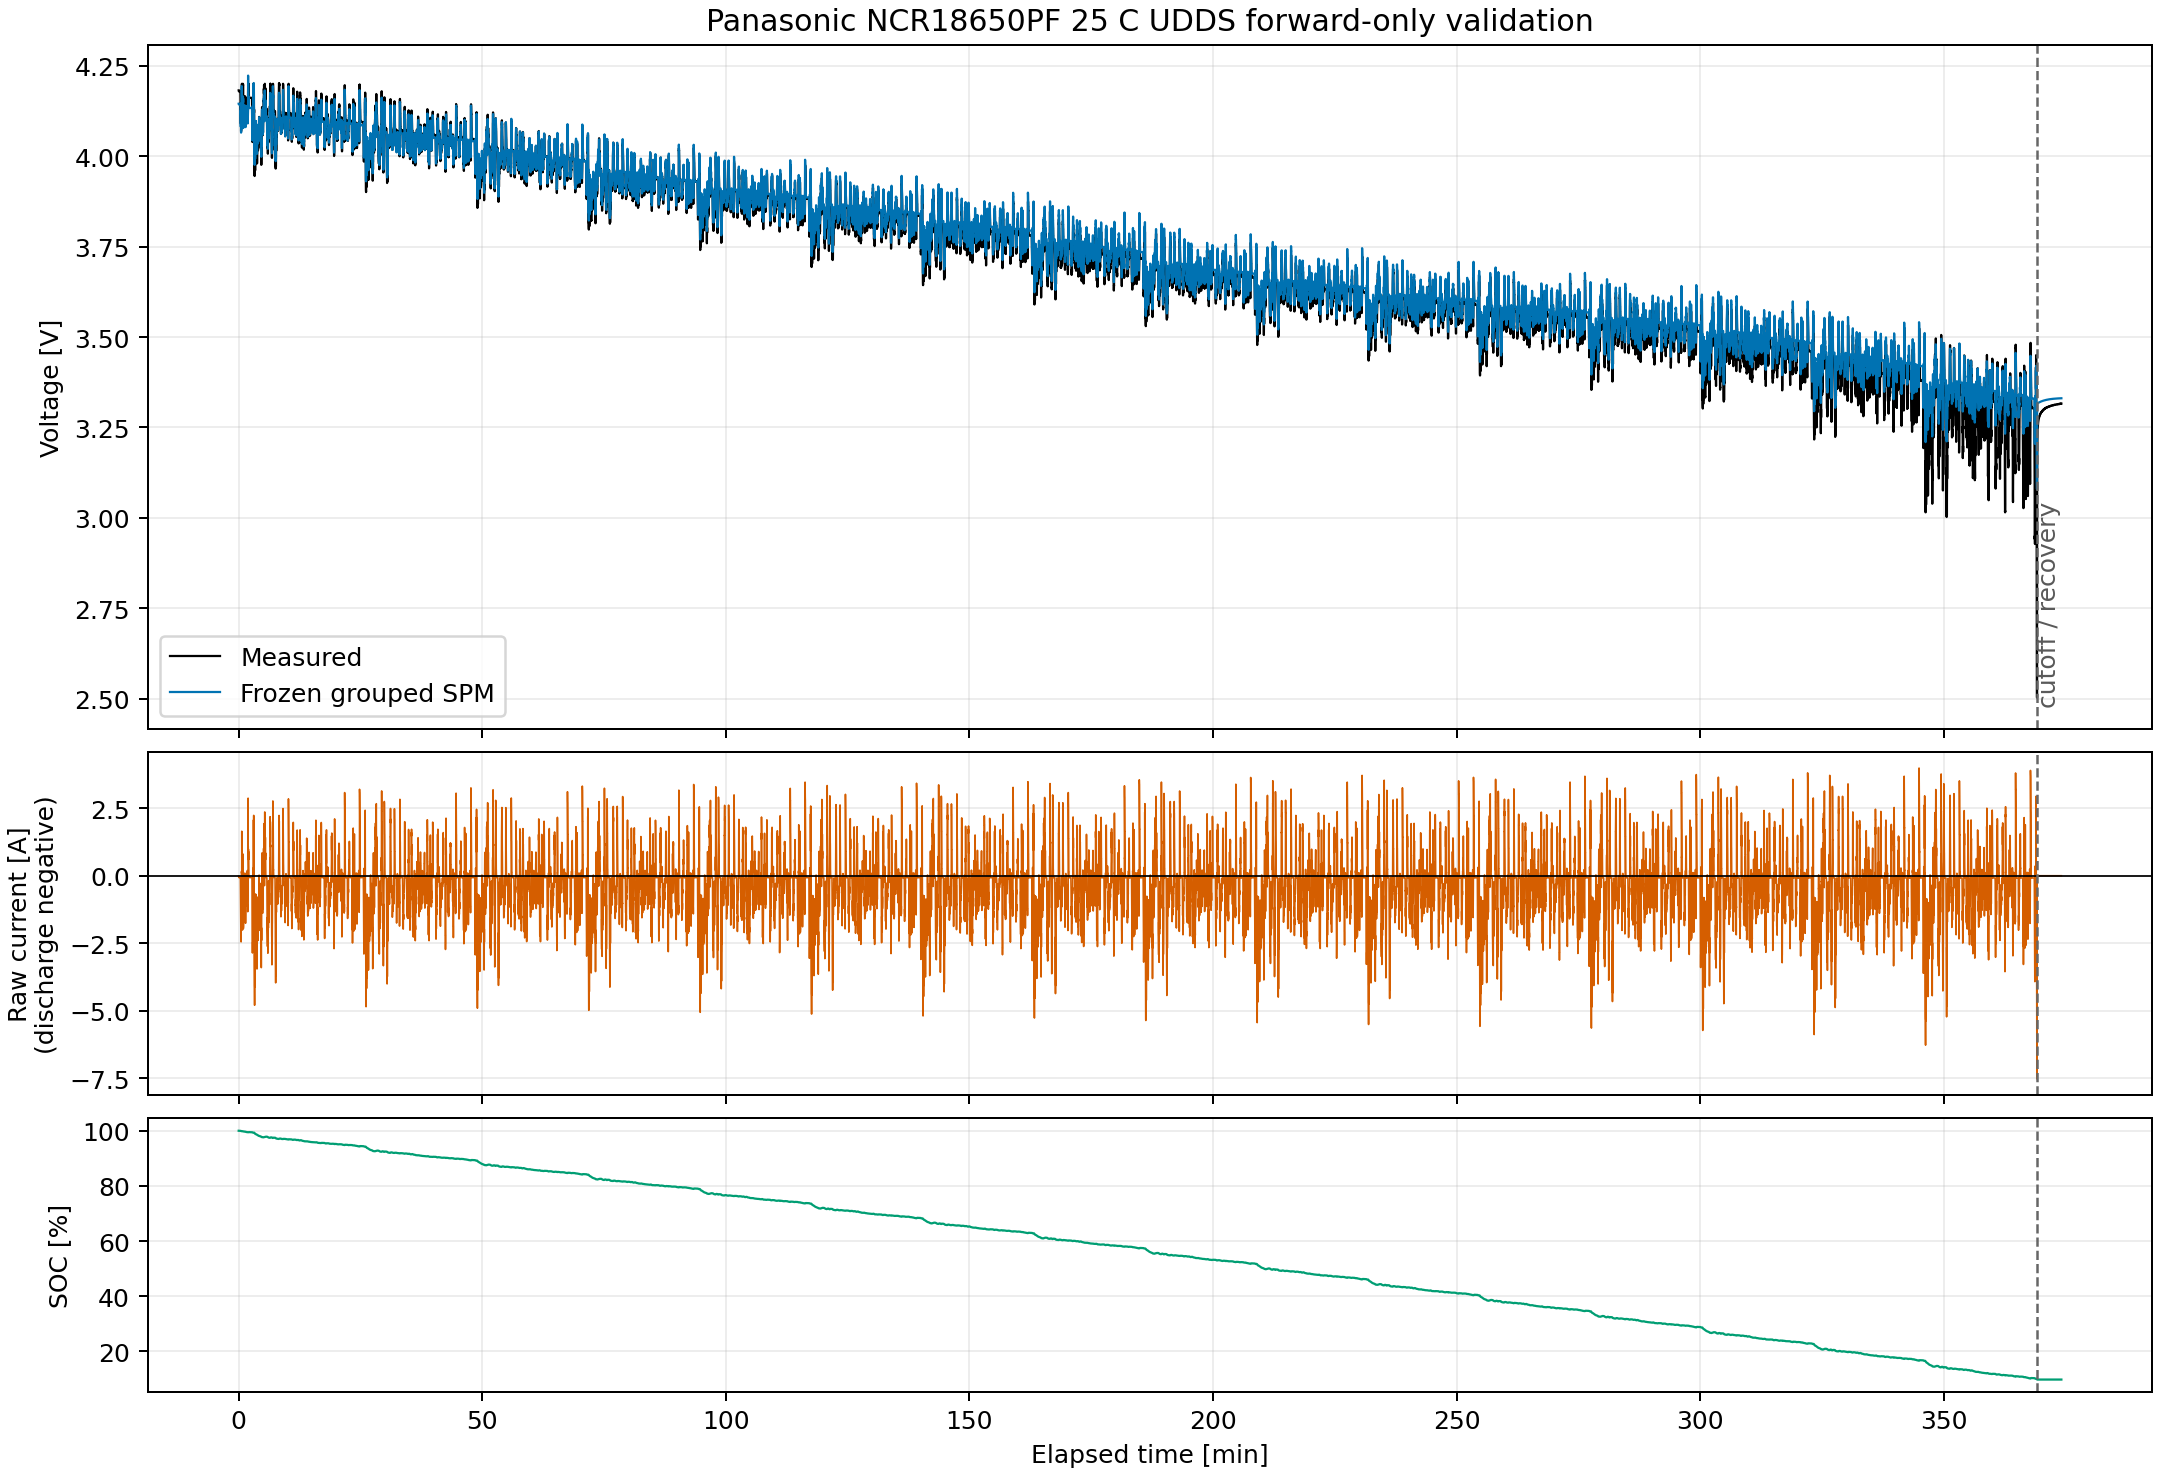 Panasonic NCR18650PF 25 C UDDS forward-only validation
4.25
4.00
3.75
3.50
3.25
3.00
2.75
2.50
Voltage [V]
Measured
Frozen grouped SPM
cutoff / recovery
2.5
0.0
−2.5
−5.0
−7.5
Raw current [A]
(discharge negative)
100
80
60
40
20
SOC [%]
0
50
100
150
200
250
300
350
Elapsed time [min]